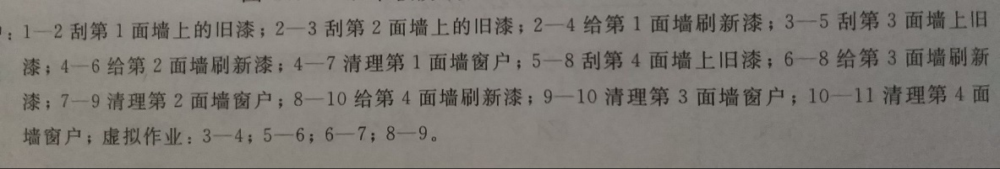 ：1—2 刮第 1 面墙上的旧漆；2—3 刮第 2 面墙上的旧漆；2—4 给第 1 面墙刷新漆；3—5 刮第 3 面墙上旧
漆；4—6 给第 2 面墙刷新漆；4—7 清理第 1 面墙窗户；5—8 刮第 4 面墙上旧漆；6—8 给第 3 面墙刷新
漆；7—9 清理第 2 面墙窗户；8—10 给第 4 面墙刷新漆；9—10 清理第 3 面墙窗户；10—11 清理第 4 面
墙窗户；虚拟作业：3—4；5—6；6—7；8—9。